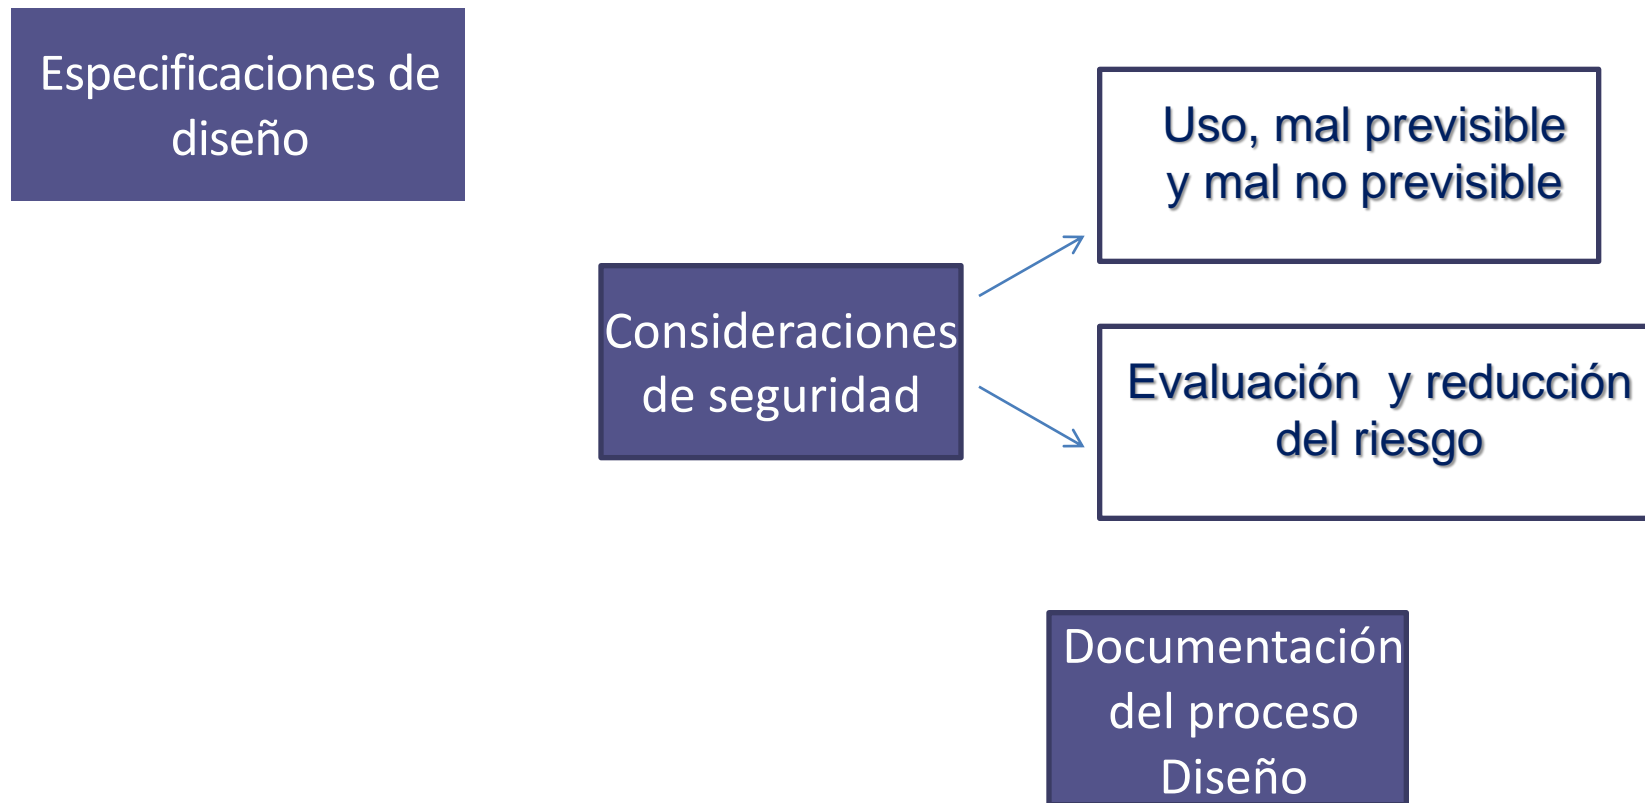 Especificaciones de
diseño
Uso, mal previsible
y mal no previsible
Consideraciones
de seguridad
Evaluación y reducción
del riesgo
Documentación
del proceso
Diseño